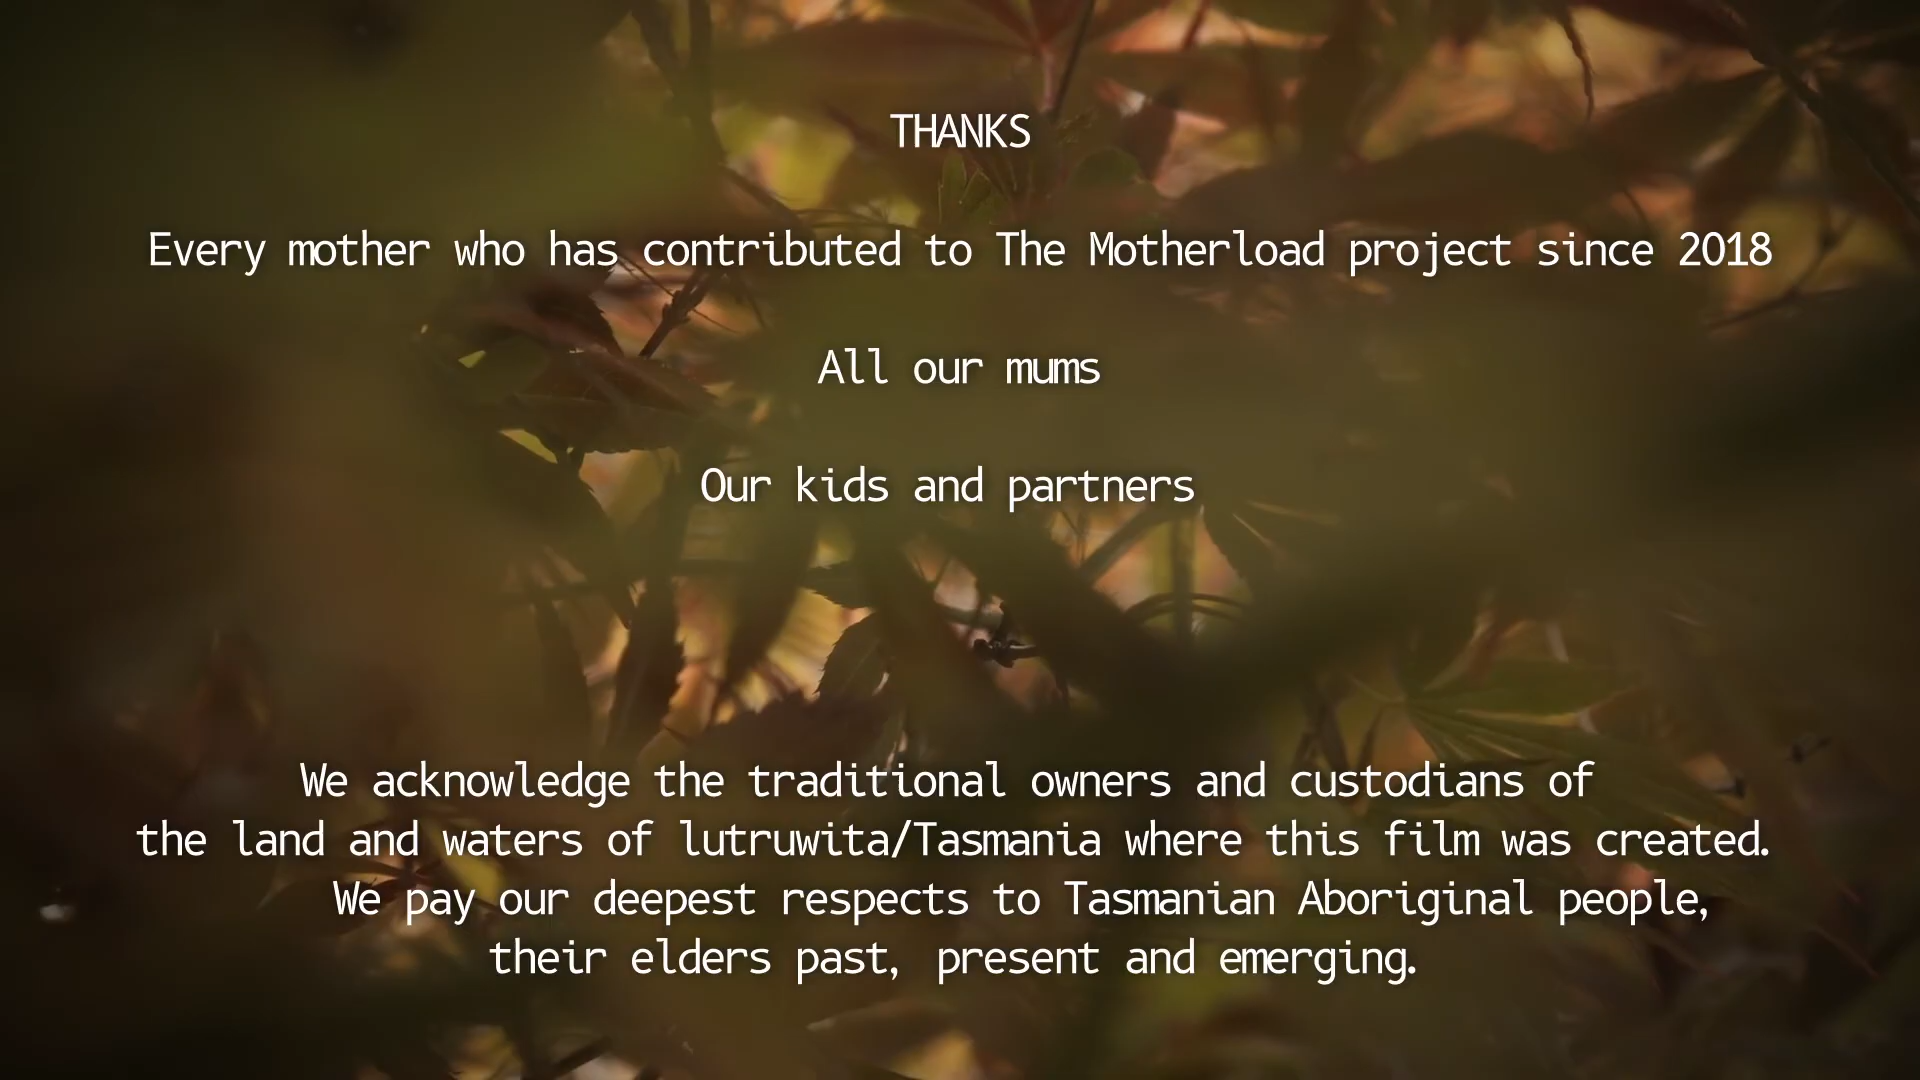 THANKS
Every mother who has contributed to The Motherload project since 2018
All our mums
Our kids and partners
We acknowledge the traditional owners and custodians of
the land and waters of lutruwita/Tasmania where this film was created.
We pay our deepest respects to Tasmanian Aboriginal people,
their elders past, present and emerging.